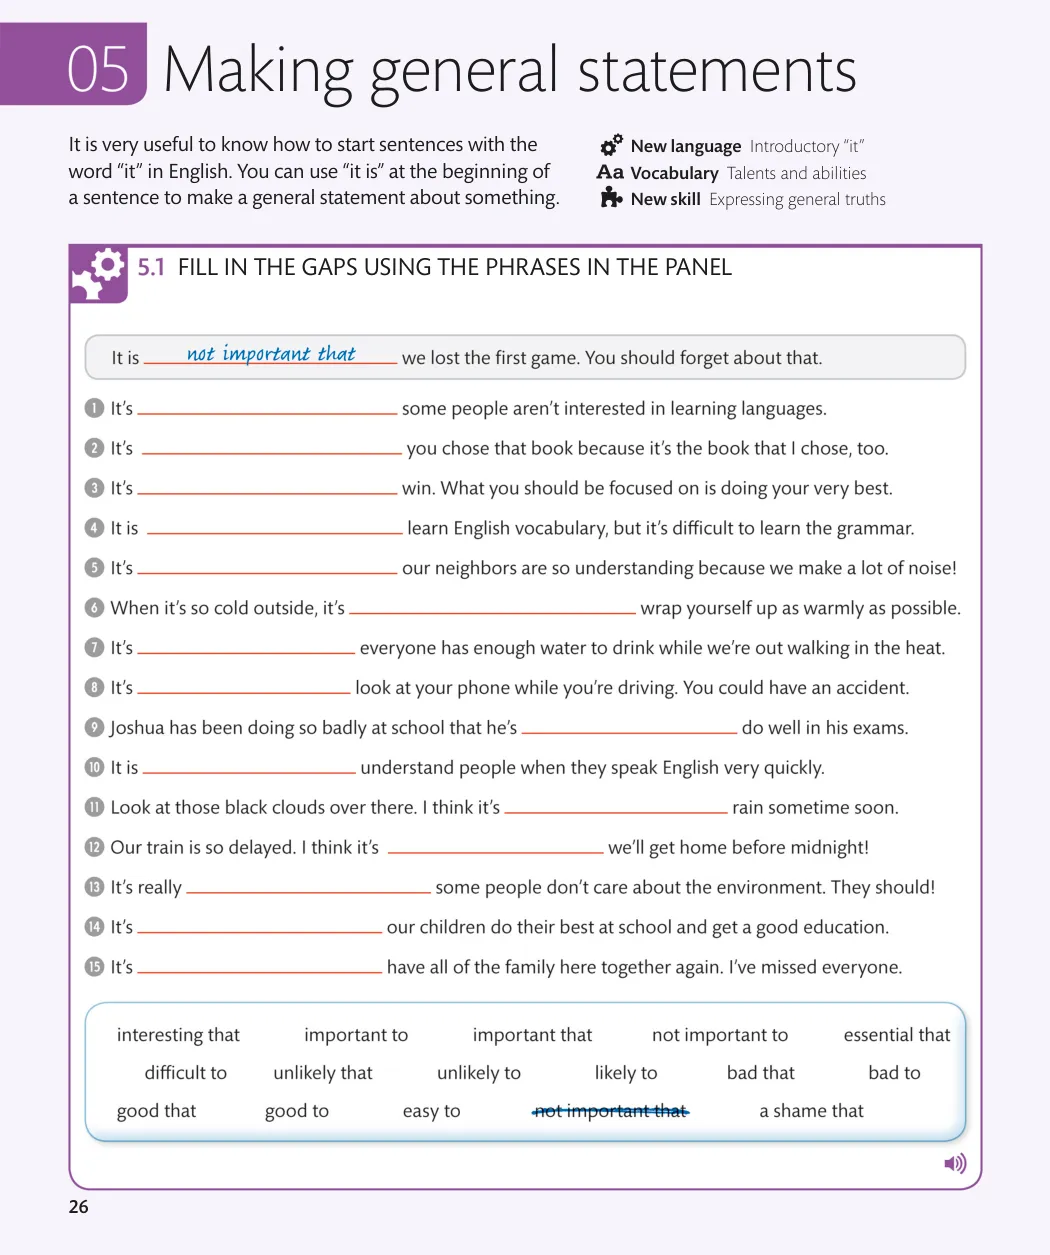 05 Making general statements
It is very useful to know how to start sentences with the
word “it” in English. You can use “it is” at the beginning of
a sentence to make a general statement about something.
New language Introductory “it”
Aa Vocabulary Talents and abilities
New skill Expressing general truths
5.1 FILL IN THE GAPS USING THE PHRASES IN THE PANEL
It is not important that we lost the first game. You should forget about that.
1 It’s some people aren’t interested in learning languages.
2 It’s you chose that book because it’s the book that I chose, too.
3 It’s win. What you should be focused on is doing your very best.
4 It is learn English vocabulary, but it’s difficult to learn the grammar.
5 It’s our neighbors are so understanding because we make a lot of noise!
6 When it’s so cold outside, it’s wrap yourself up as warmly as possible.
7 It’s everyone has enough water to drink while we’re out walking in the heat.
8 It’s look at your phone while you’re driving. You could have an accident.
9 Joshua has been doing so badly at school that he’s do well in his exams.
10 It is understand people when they speak English very quickly.
11 Look at those black clouds over there. I think it’s rain sometime soon.
12 Our train is so delayed. I think it’s we’ll get home before midnight!
13 It’s really some people don’t care about the environment. They should!
14 It’s our children do their best at school and get a good education.
15 It’s have all of the family here together again. I’ve missed everyone.
interesting that important to important that not important to essential that
difficult to unlikely that unlikely to likely to bad that bad to
good that good to easy to not important that a shame that
26